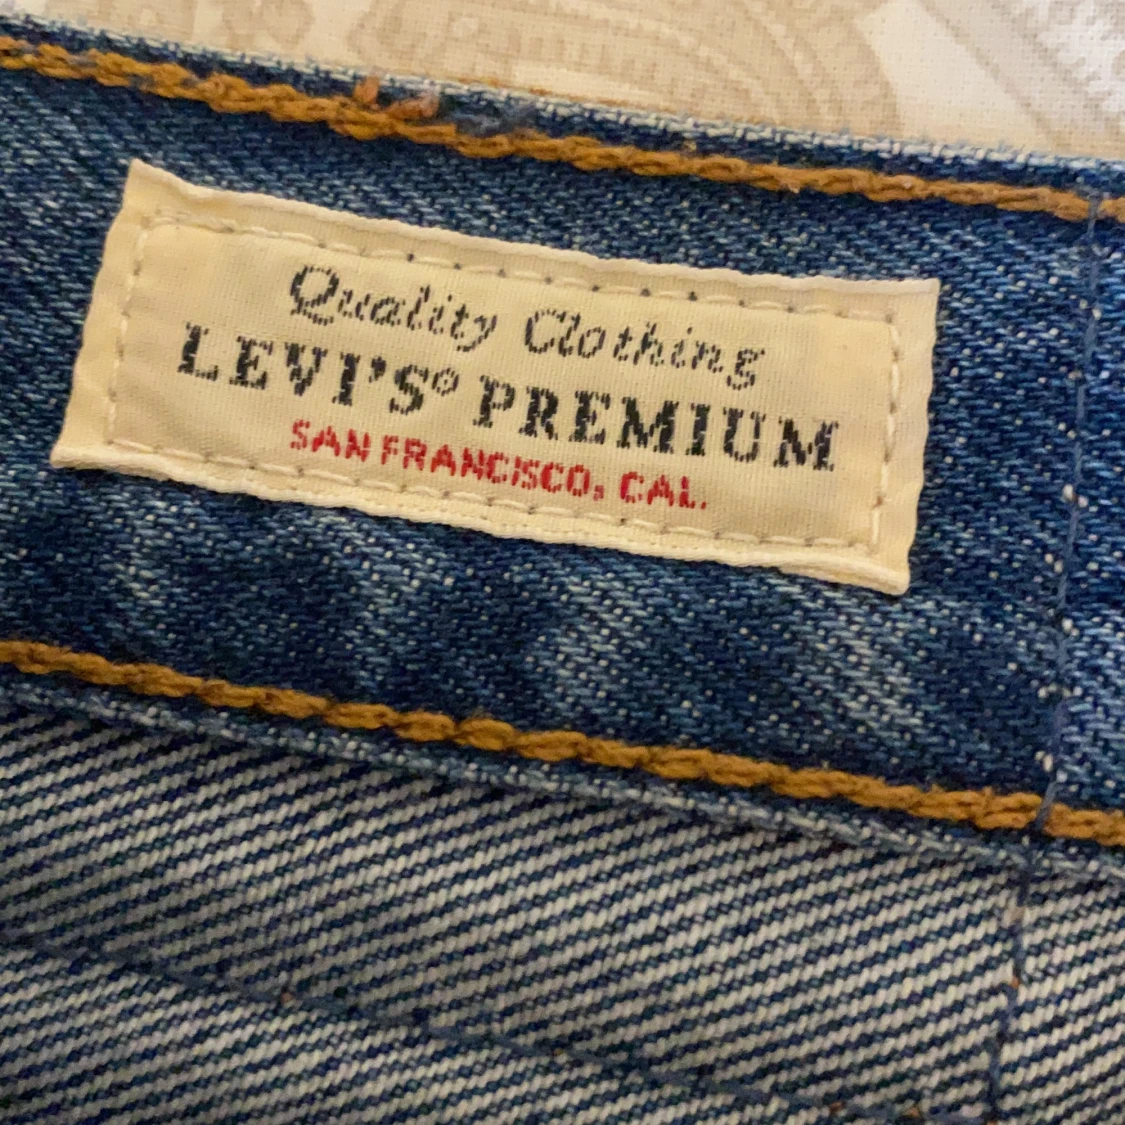 Quality Clothing
LEVI'S® PREMIUM
SAN FRANCISCO, CAL.